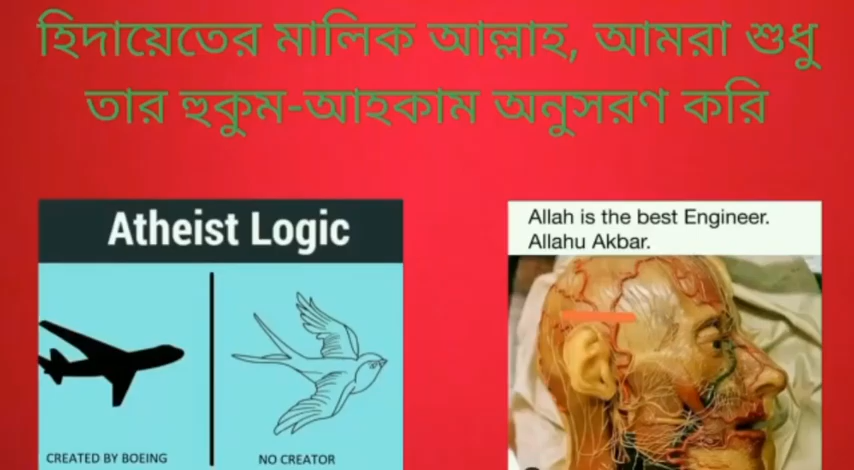 হিদায়েতের মালিক আল্লাহ, আমরা শুধু
তার হুকুম-আহকাম অনুসরণ করি
Atheist Logic
CREATED BY BOEING
NO CREATOR
Allah is the best Engineer.
Allahu Akbar.